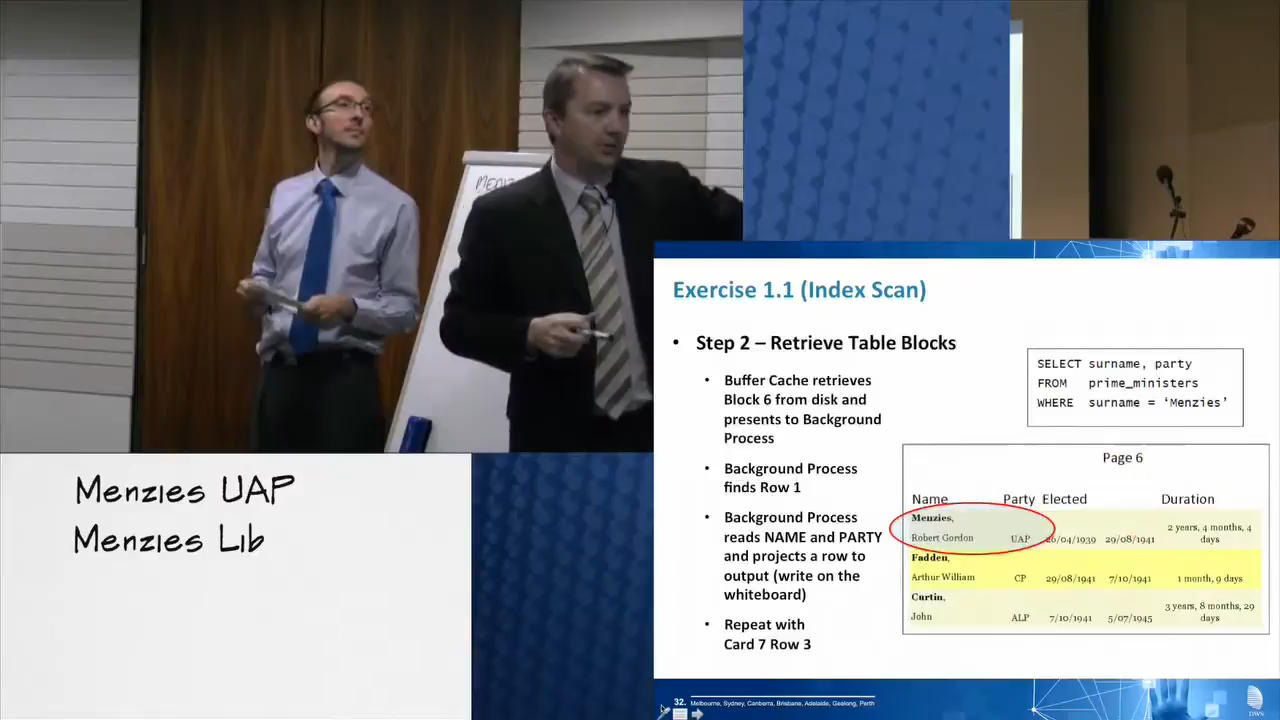 MENZ
Menzies UAP
Menzies Lib
Exercise 1.1 (Index Scan)
• Step 2 – Retrieve Table Blocks
• Buffer Cache retrieves
Block 6 from disk and
presents to Background
Process
• Background Process
finds Row 1
• Background Process
reads NAME and PARTY
and projects a row to
output (write on the
whiteboard)
• Repeat with
Card 7 Row 3
SELECT surname, party
FROM prime_ministers
WHERE surname = ‘Menzies’
Page 6
Name Party Elected Duration
Menzies,
Robert Gordon UAP 26/04/1939 29/08/1941 2 years, 4 months, 4
days
Fadden,
Arthur William CP 29/08/1941 7/10/1941 1 month, 9 days
Curtin,
John ALP 7/10/1941 5/07/1945 3 years, 8 months, 29
days
32. Melbourne, Sydney, Canberra, Brisbane, Adelaide, Geelong, Perth
DWS